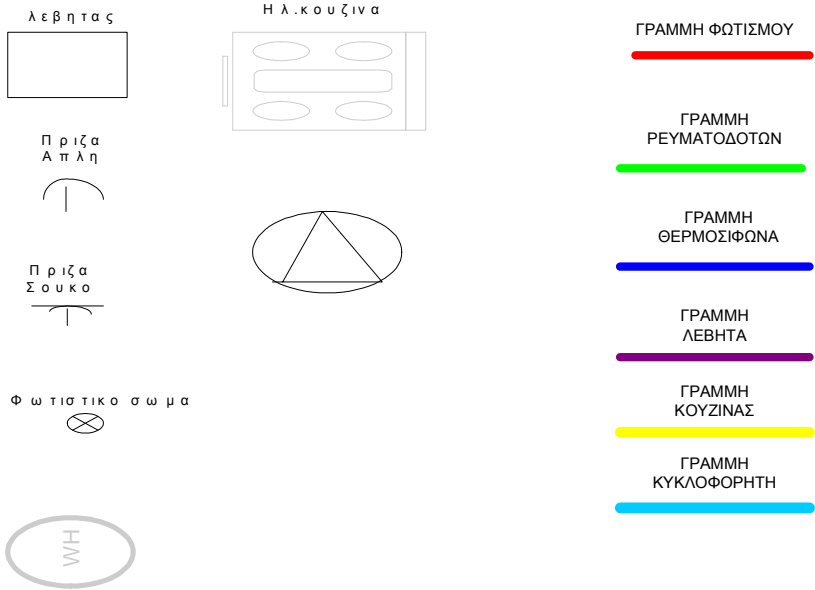 λεβητας
Ηλ.κουζινα
Πριζα
Απλη
Πριζα
Σουκο
Φωτιστικο σωμα
WH
ΓΡΑΜΜΗ ΦΩΤΙΣΜΟΥ
ΓΡΑΜΜΗ
ΡΕΥΜΑΤΟΔΟΤΩΝ
ΓΡΑΜΜΗ
ΘΕΡΜΟΣΙΦΩΝΑ
ΓΡΑΜΜΗ
ΛΕΒΗΤΑ
ΓΡΑΜΜΗ
ΚΟΥΖΙΝΑΣ
ΓΡΑΜΜΗ
ΚΥΚΛΟΦΟΡΗΤΗ